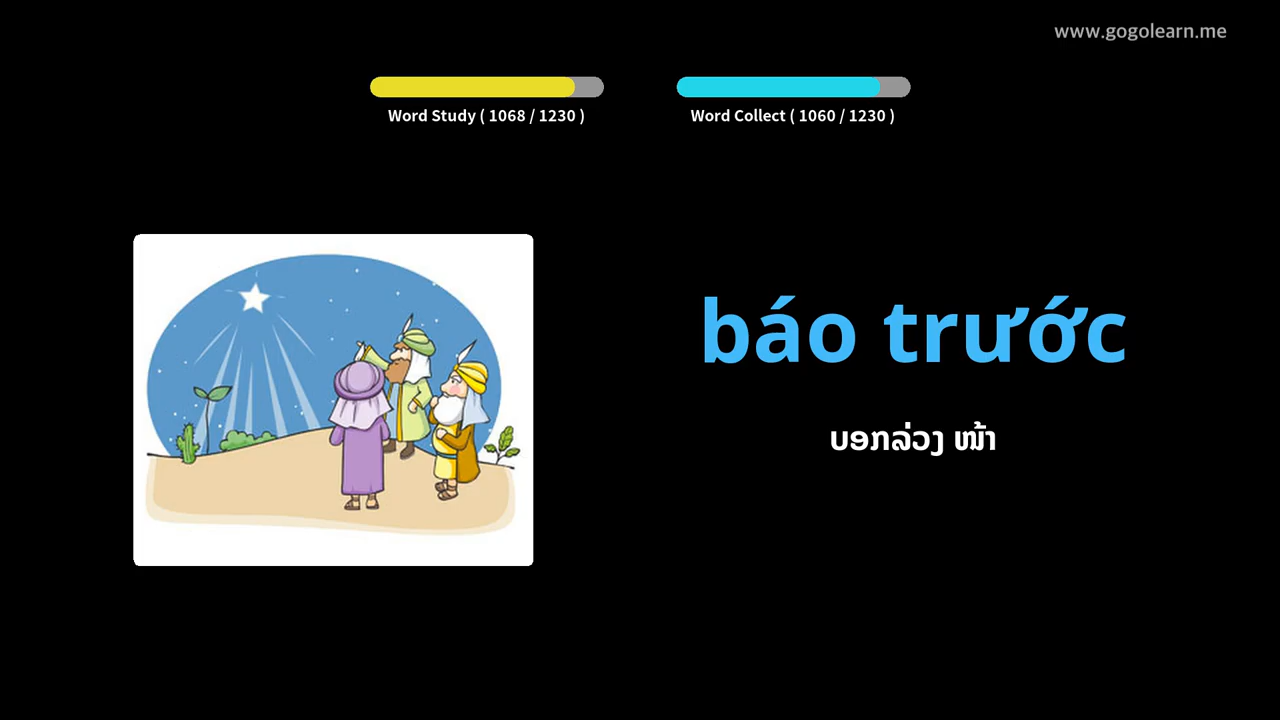 www.gogolearn.me
Word Study ( 1068 / 1230 )
Word Collect ( 1060 / 1230 )
báo trước
ບອກລ່ວງ ໜ້າ